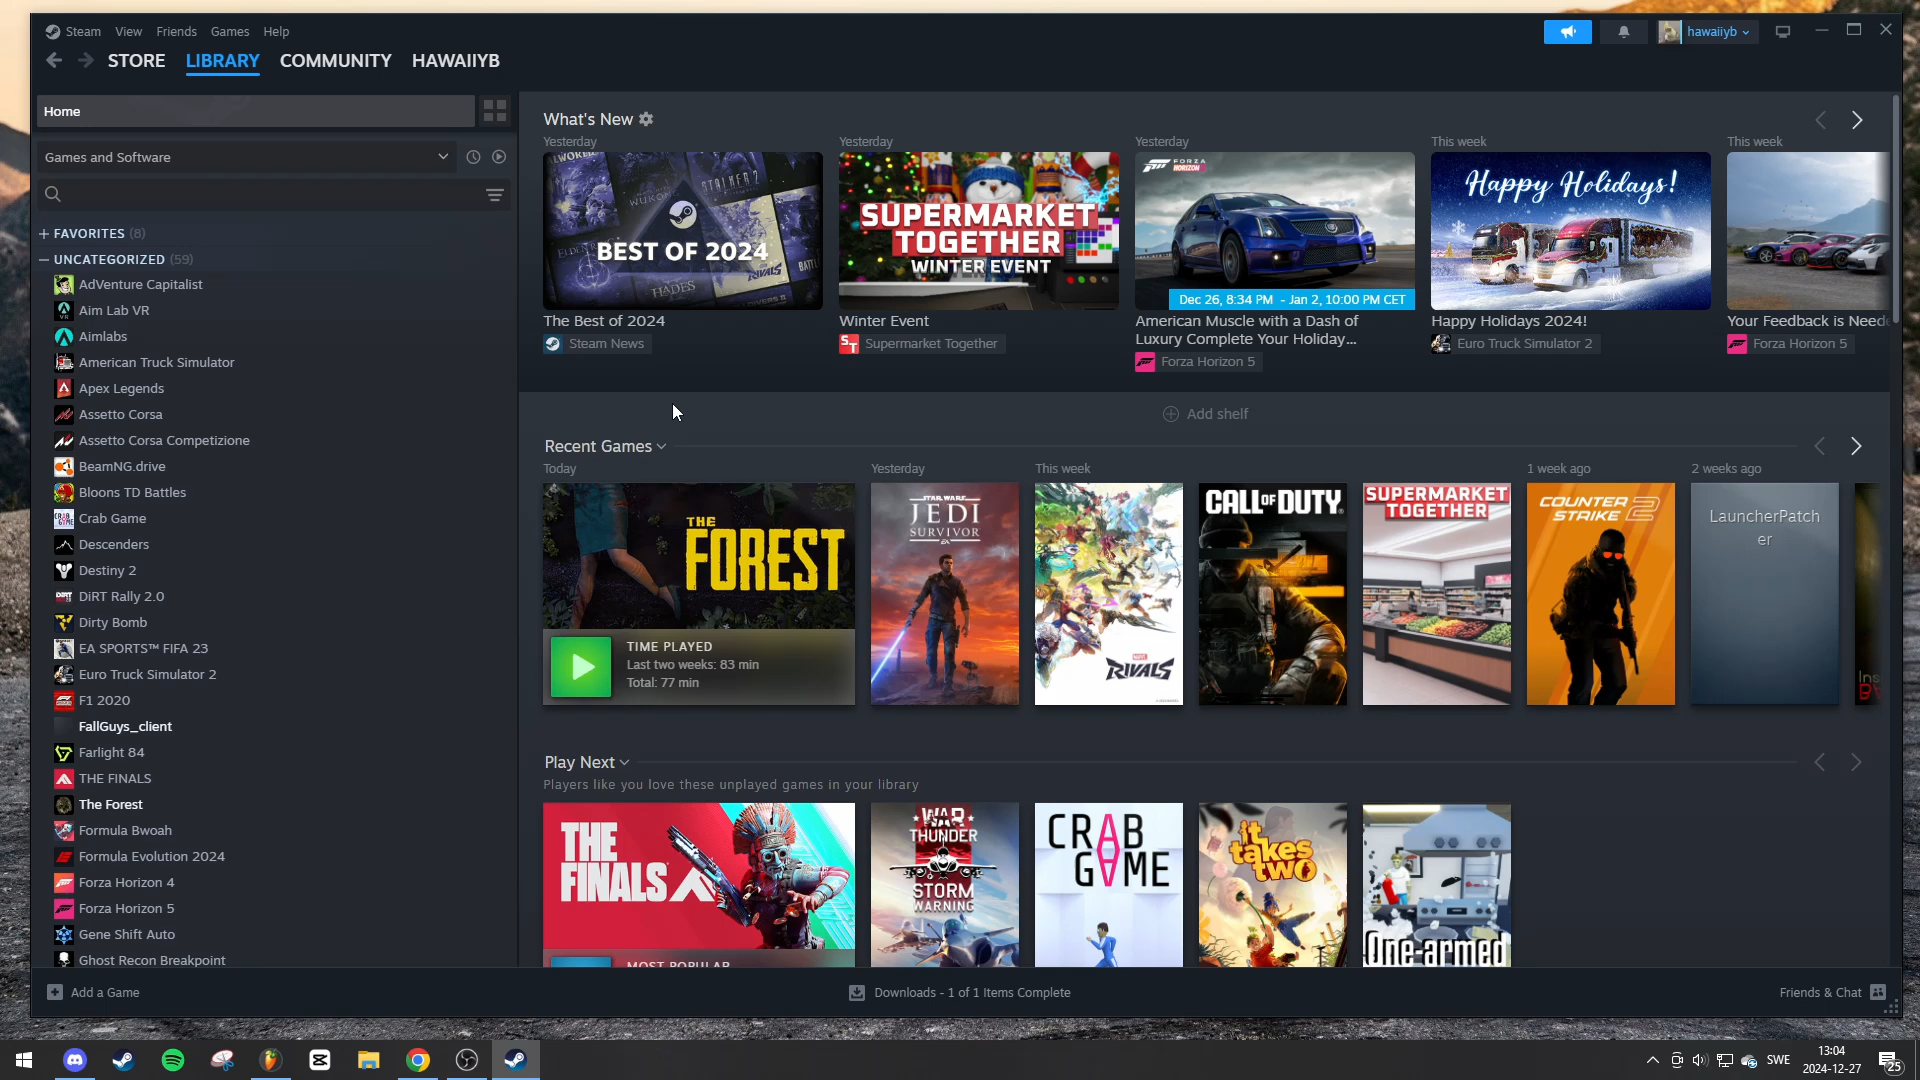 Steam View Friends Games Help
hawaiiyb
STORE LIBRARY COMMUNITY HAWAIIYB
Home
Games and Software
+ FAVORITES (8)
— UNCATEGORIZED (59)
AdVenture Capitalist
Aim Lab VR
Aimlabs
American Truck Simulator
Apex Legends
Assetto Corsa
Assetto Corsa Competizione
BeamNG.drive
Bloons TD Battles
Crab Game
Descenders
Destiny 2
DiRT Rally 2.0
Dirty Bomb
EA SPORTS™ FIFA 23
Euro Truck Simulator 2
F1 2020
FallGuys_client
Farlight 84
THE FINALS
The Forest
Formula Bwoah
Formula Evolution 2024
Forza Horizon 4
Forza Horizon 5
Gene Shift Auto
Ghost Recon Breakpoint
What's New
Yesterday
STALKER 2
HADES
RIVALS
BEST OF 2024
The Best of 2024
Steam News
Yesterday
SUPERMARKET
TOGETHER
WINTER EVENT
Winter Event
Supermarket Together
Yesterday
FORZA
HORIZON
Dec 26, 8:34 PM - Jan 2, 10:00 PM CET
American Muscle with a Dash of
Luxury Complete Your Holiday...
Forza Horizon 5
This week
Happy Holidays!
Happy Holidays 2024!
Euro Truck Simulator 2
This week
Your Feedback is Neede
Forza Horizon 5
Add shelf
Recent Games
Today
THE
FOREST
TIME PLAYED
Last two weeks: 83 min
Total: 77 min
Yesterday
STAR WARS
JEDI
SURVIVOR
EA
This week
MARVEL
RIVALS
CALL OF DUTY
SUPERMARKET
TOGETHER
1 week ago
COUNTER
STRIKE 2
2 weeks ago
LauncherPatch
er
Play Next
Players like you love these unplayed games in your library
THE
FINALS
MOST POPULAR
WAR
THUNDER
STORM
WARNING
CRAB
GAME
it
takes
two
One-armed
Add a Game
Downloads - 1 of 1 Items Complete
Friends & Chat
SWE
13:04
2024-12-27
25